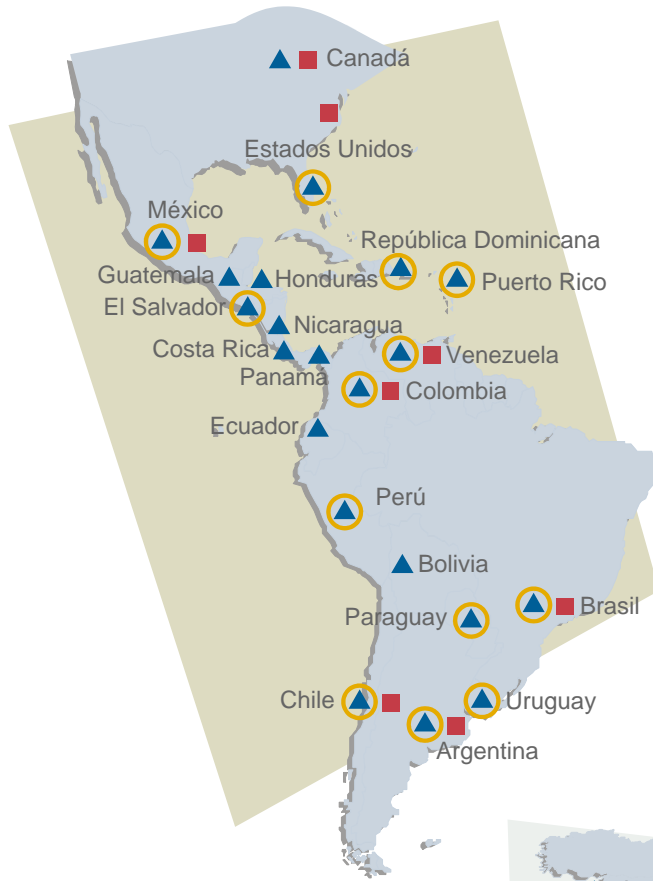 Canadá
Estados Unidos
México
República Dominicana
Guatemala
Honduras
Puerto Rico
El Salvador
Nicaragua
Costa Rica
Venezuela
Panamá
Colombia
Ecuador
Perú
Bolivia
Paraguay
Brasil
Chile
Uruguay
Argentina